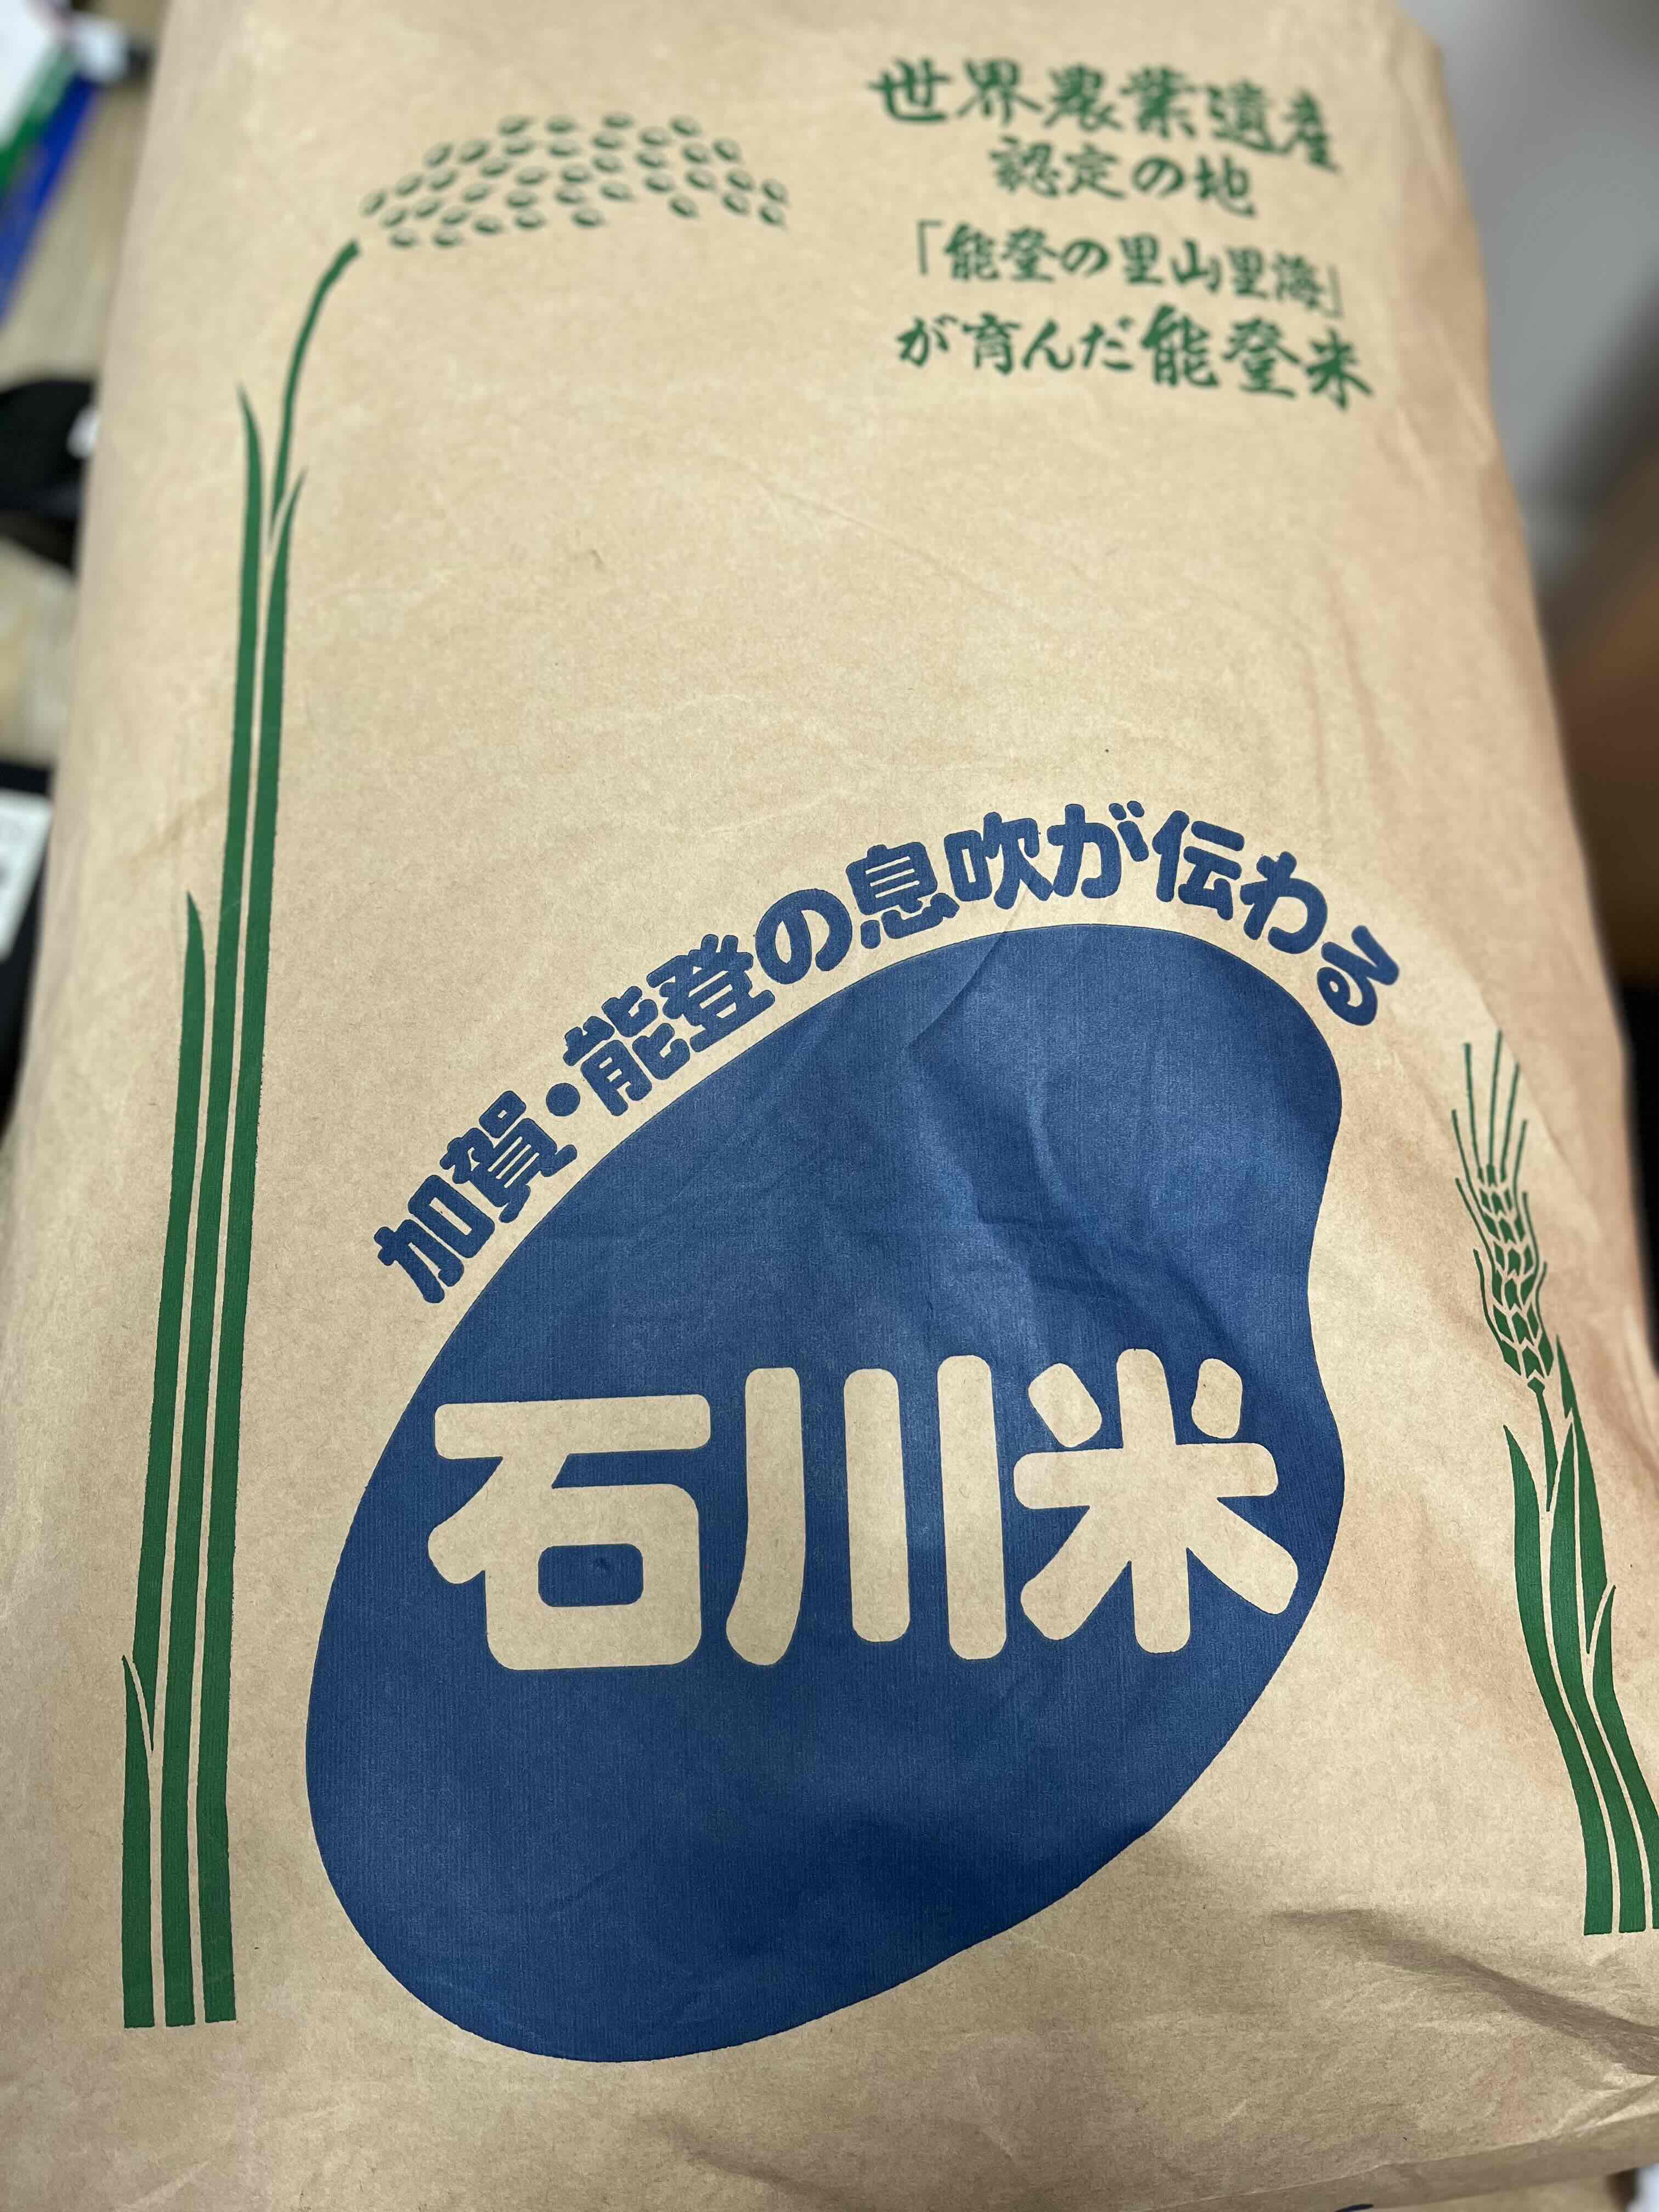 世界農業遺産
認定の地
「能登の里山里海」
が育んだ能登米
加賀・能登の息吹が伝わる
石川米